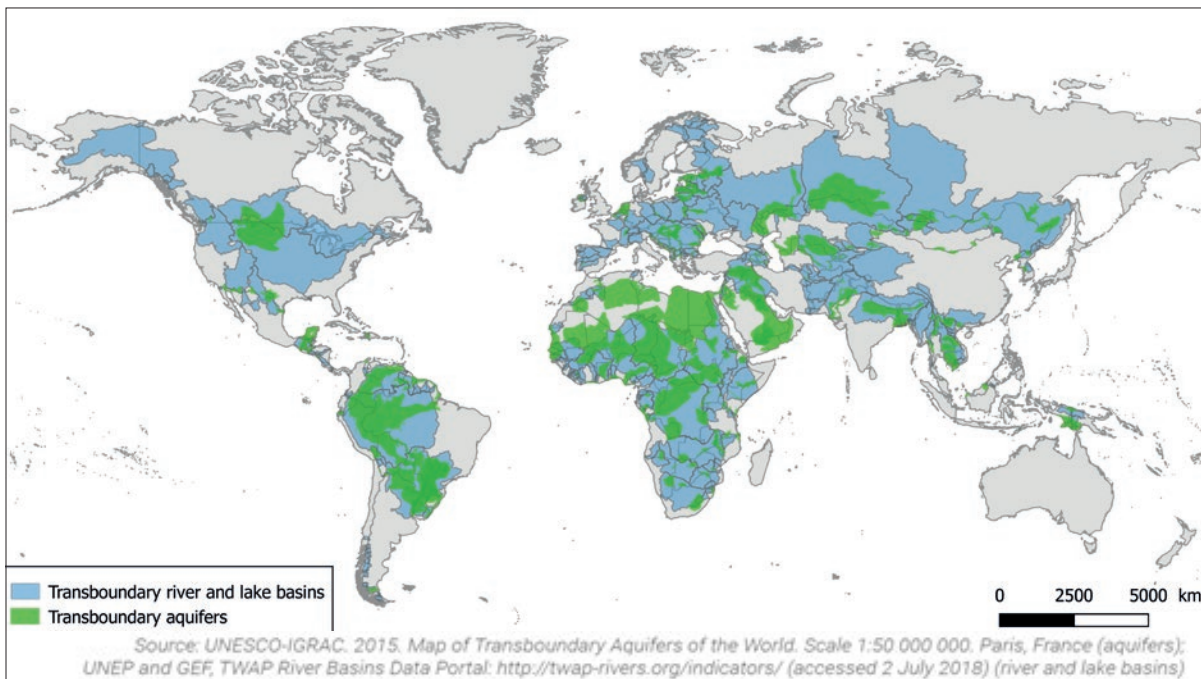 Transboundary river and lake basins
Transboundary aquifers
0 2500 5000 km
Source: UNESCO-IGRAC. 2015. Map of Transboundary Aquifers of the World. Scale 1:50 000 000. Paris, France (aquifers);
UNEP and GEF, TWAP River Basins Data Portal: http://twap-rivers.org/indicators/ (accessed 2 July 2018) (river and lake basins)